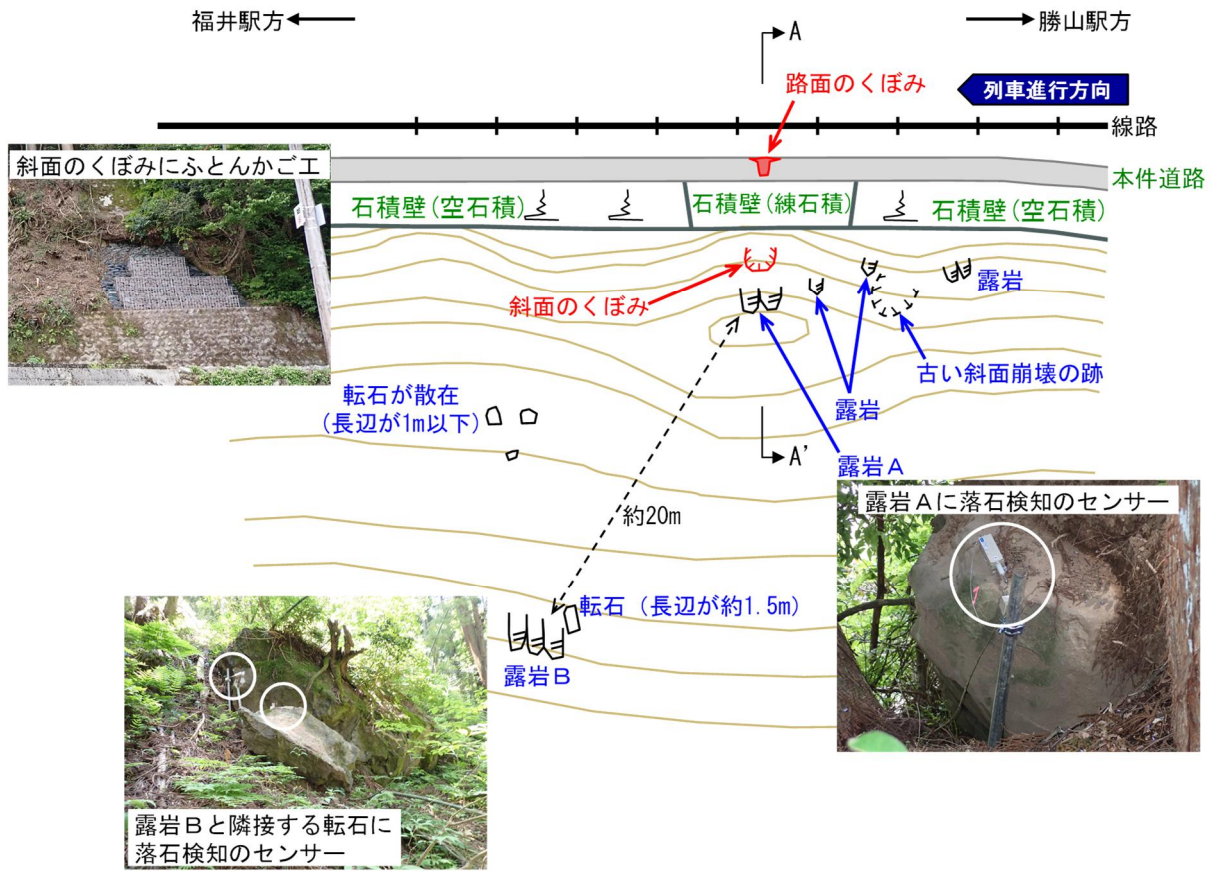 福井駅方
勝山駅方
A
路面のくぼみ
列車進行方向
線路
斜面のくぼみにふとんかご工
本件道路
石積壁(空石積)
石積壁(練石積)
石積壁(空石積)
露岩
斜面のくぼみ
古い斜面崩壊の跡
転石が散在
(長辺が1m以下)
露岩
A'
露岩A
露岩Aに落石検知のセンサー
約20m
転石（長辺が約1.5m）
露岩B
露岩Bと隣接する転石に
落石検知のセンサー